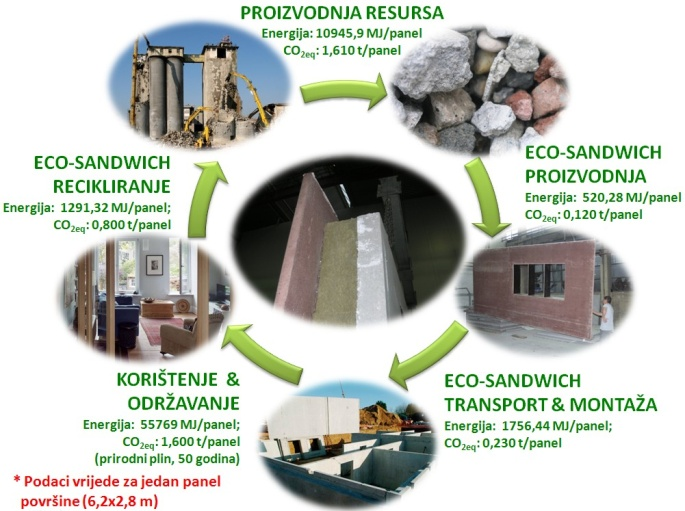 PROIZVODNJA RESURSA
Energija: 10945,9 MJ/panel
CO2eq: 1,610 t/panel
ECO-SANDWICH
PROIZVODNJA
Energija: 520,28 MJ/panel
CO2eq: 0,120 t/panel
ECO-SANDWICH
TRANSPORT & MONTAŽA
Energija: 1756,44 MJ/panel;
CO2eq: 0,230 t/panel
KORIŠTENJE &
ODRŽAVANJE
Energija: 55769 MJ/panel;
CO2eq: 1,600 t/panel
(prirodni plin, 50 godina)
ECO-SANDWICH
RECIKLIRANJE
Energija: 1291,32 MJ/panel;
CO2eq: 0,800 t/panel
* Podaci vrijede za jedan panel
površine (6,2x2,8 m)